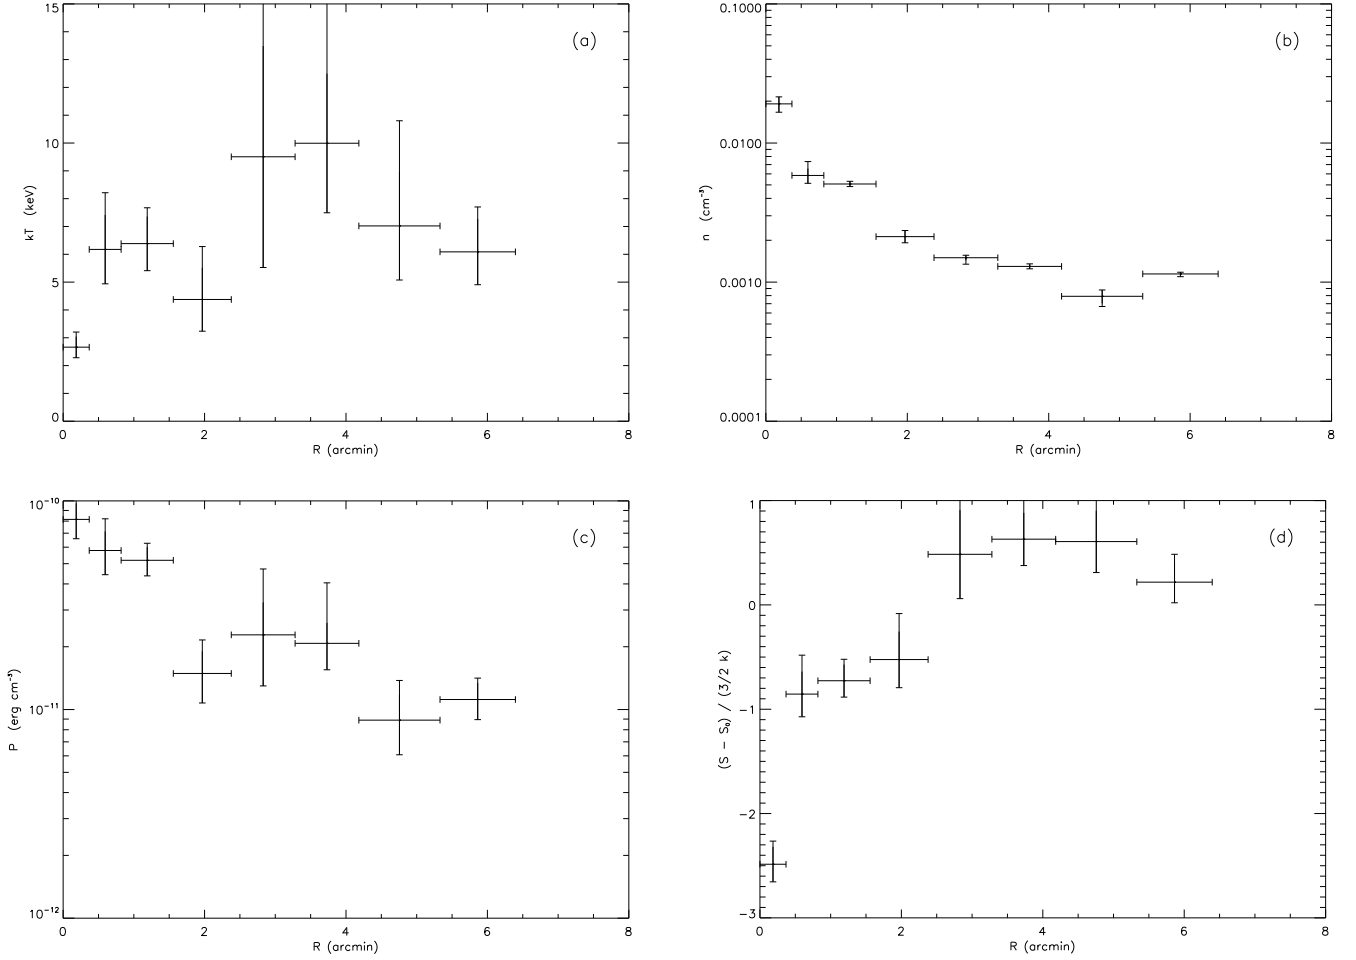 15
(a)
10
kT (keV)
5
0
0 2 4 6 8
R (arcmin)
0.1000
(b)
0.0100
n (cm⁻³)
0.0010
0.0001
0 2 4 6 8
R (arcmin)
10⁻¹⁰
(c)
P (erg cm⁻³)
10⁻¹¹
10⁻¹²
0 2 4 6 8
R (arcmin)
1
(d)
0
(S − S₀) / (3/2 k)
−1
−2
−3
0 2 4 6 8
R (arcmin)